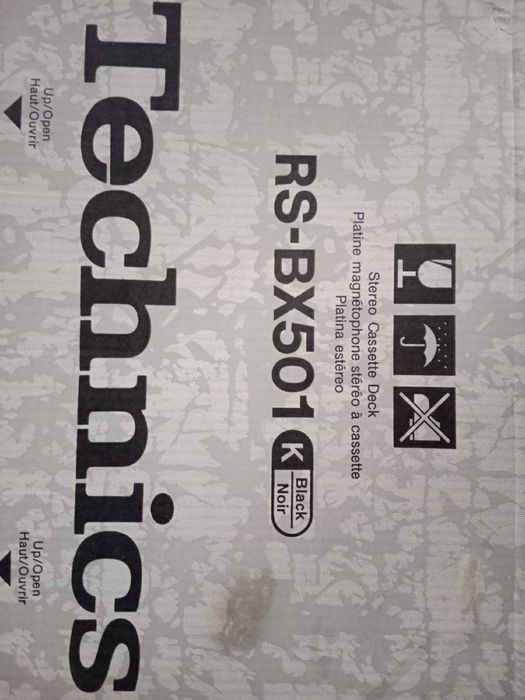 Stereo Cassette Deck
Platine magnétophone stéréo à cassette
Platina estéreo
RS-BX501 K Black
Noir
Technics
Up/Open
Haut/Ouvrir
Up/Open
Haut/Ouvrir